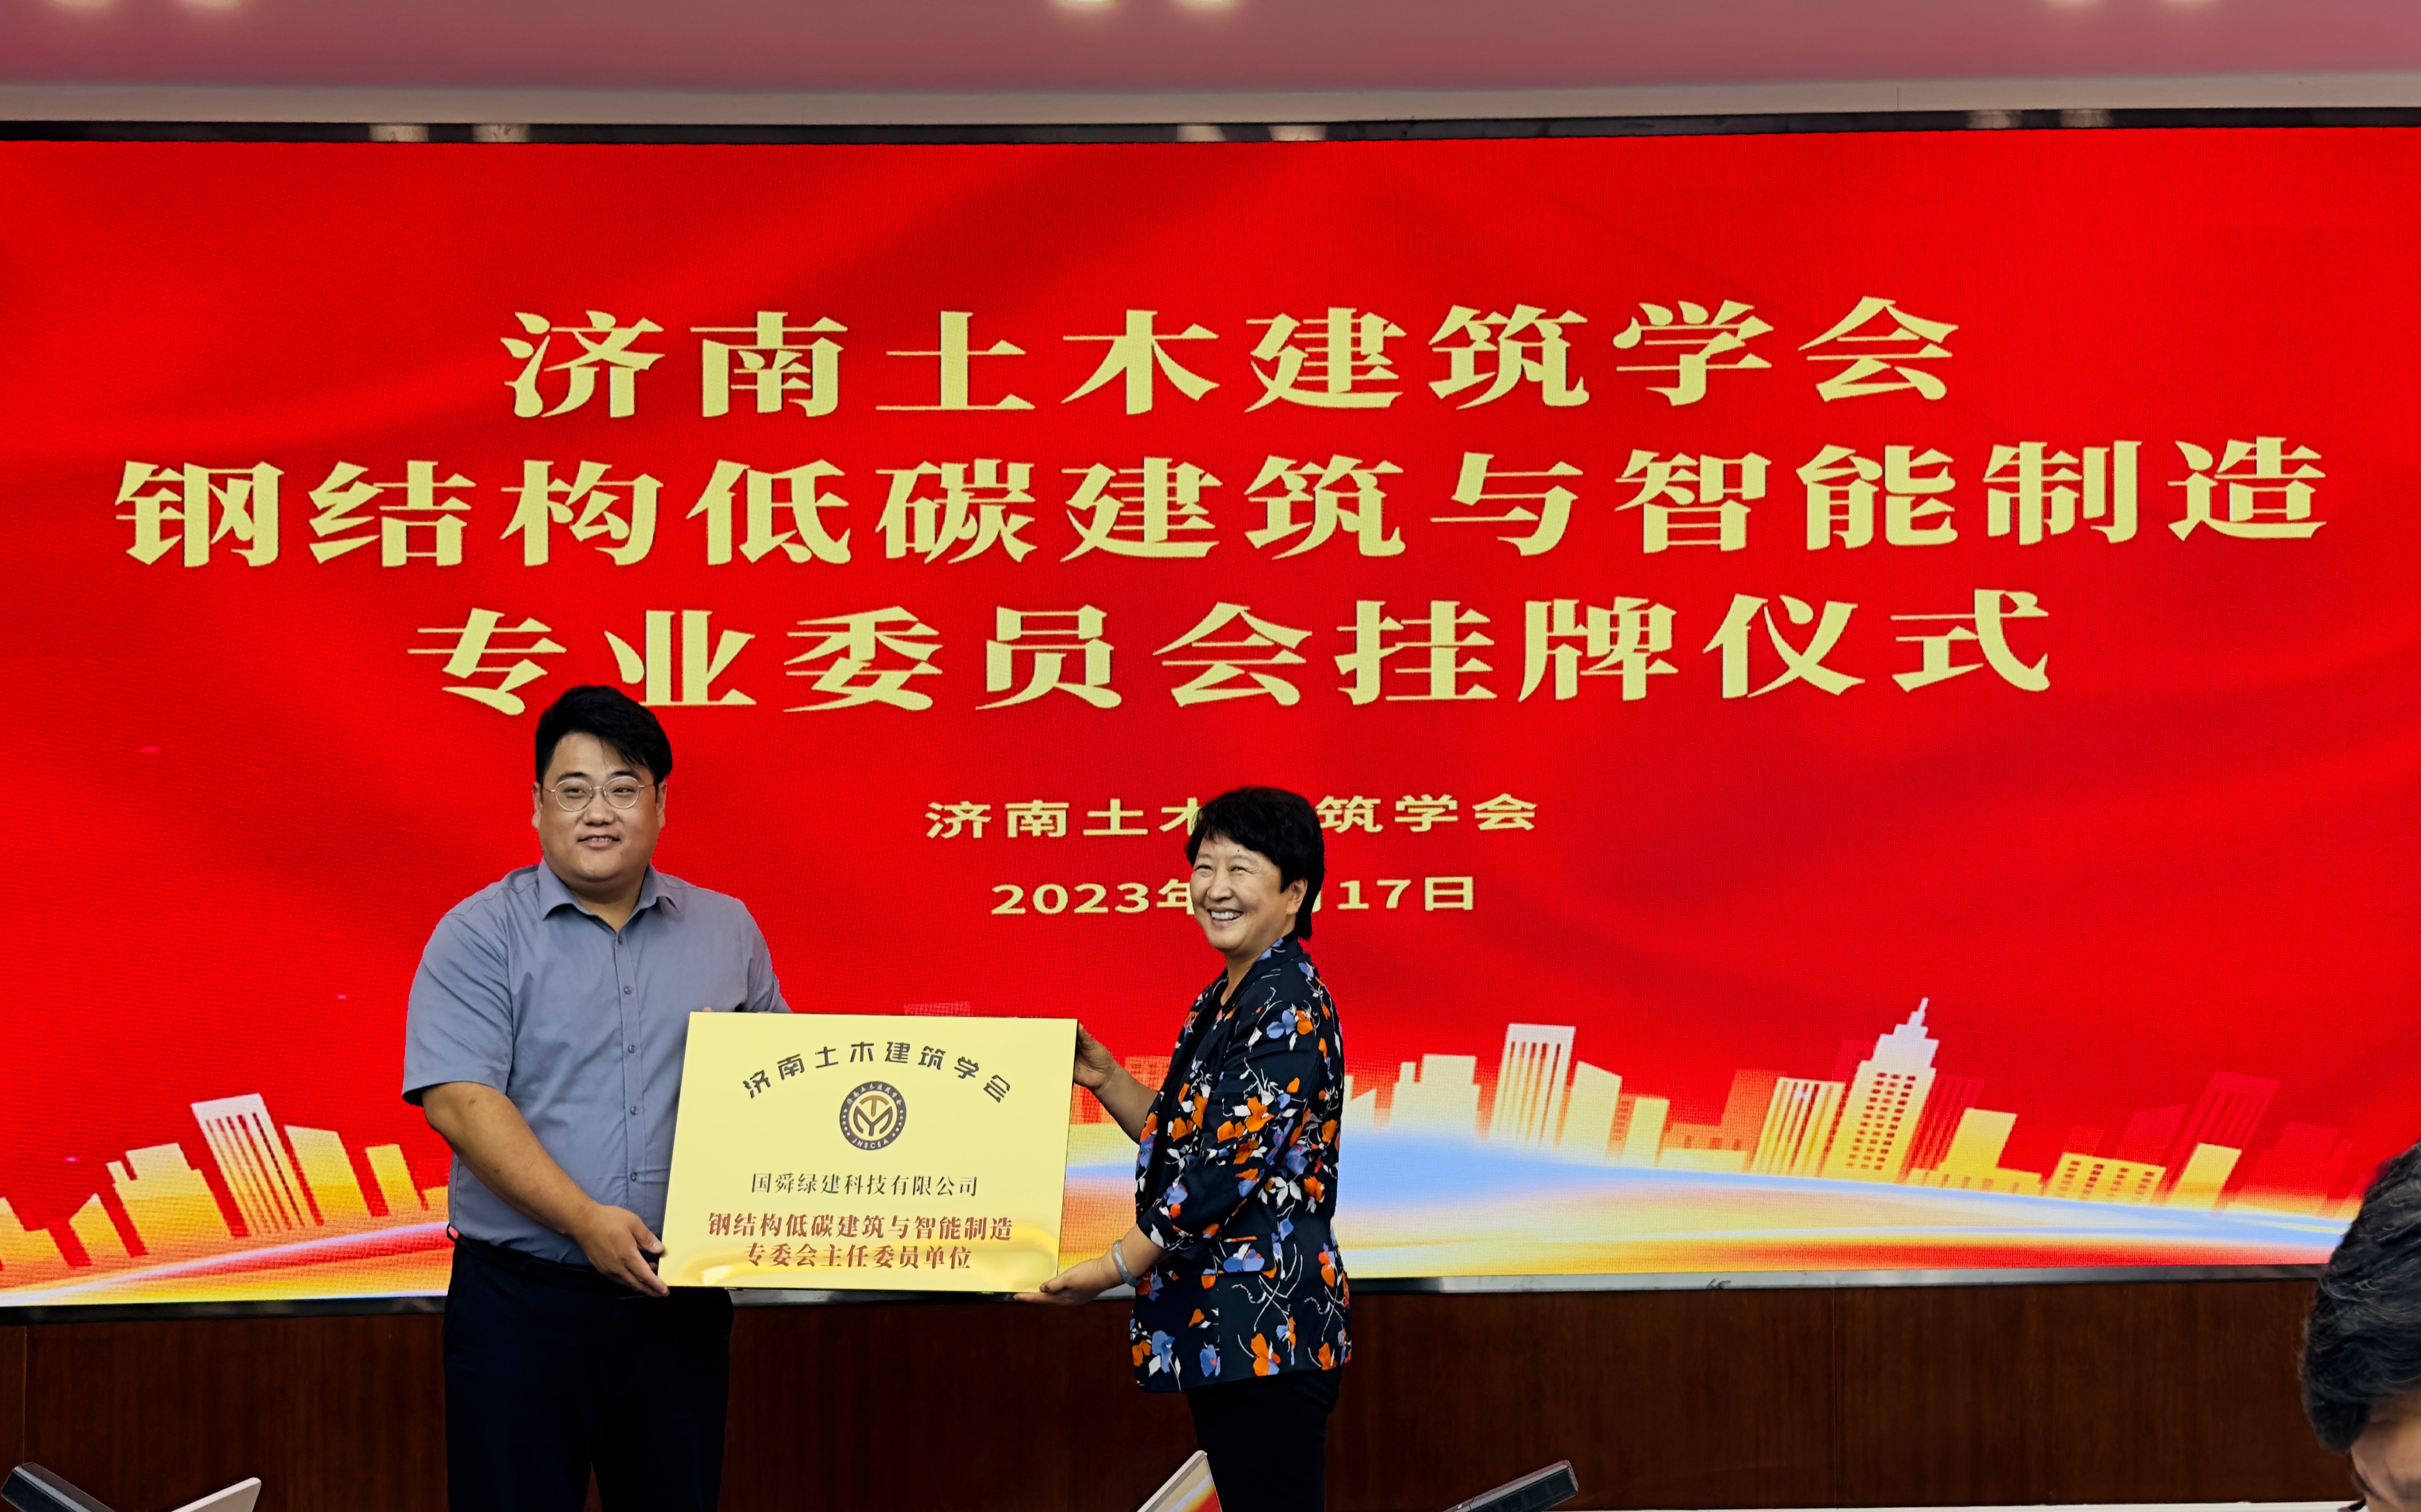 济南土木建筑学会
钢结构低碳建筑与智能制造
专业委员会挂牌仪式
济南土木 筑学会
2023年 月17日
济南土木建筑学会
JNSCEA
国舜绿建科技有限公司
钢结构低碳建筑与智能制造
专委会主任委员单位